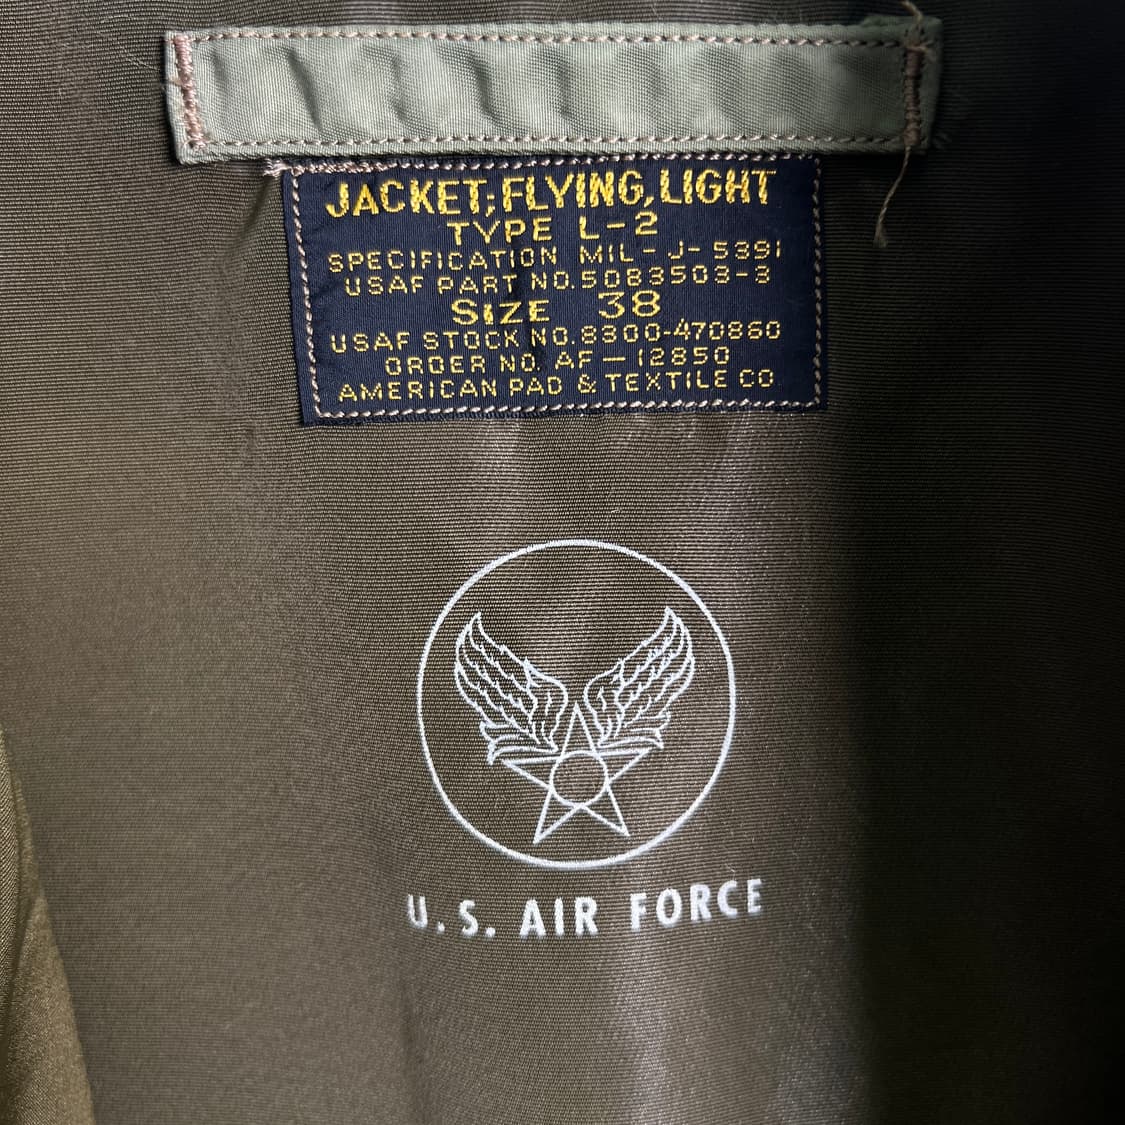 JACKET; FLYING, LIGHT
TYPE L-2
SPECIFICATION MIL-J-5391
USAF PART NO. 5083503-3
SIZE 38
USAF STOCK NO. 8300-470860
ORDER NO. AF-12850
AMERICAN PAD & TEXTILE CO
U.S. AIR FORCE